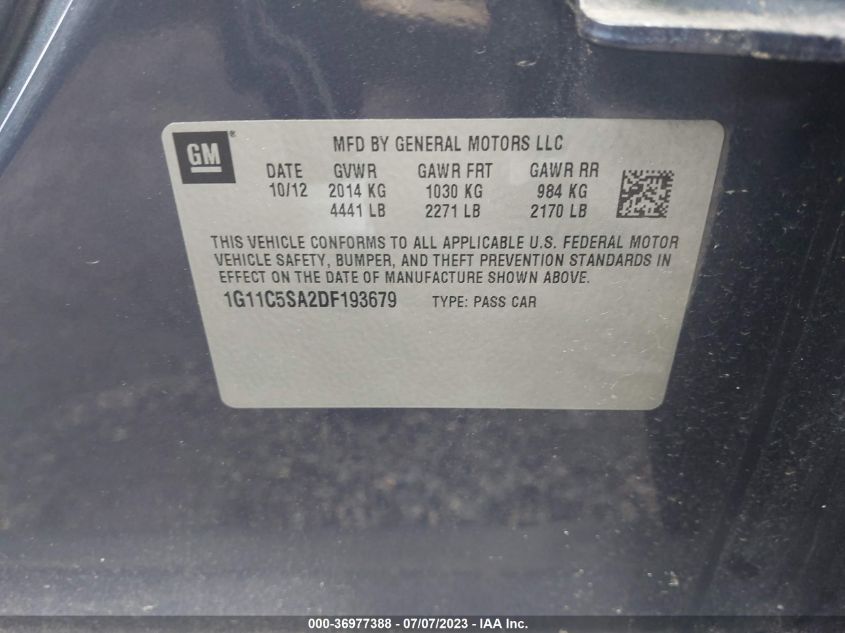 GM ®
MFD BY GENERAL MOTORS LLC
DATE GVWR GAWR FRT GAWR RR
10/12 2014 KG 1030 KG 984 KG
4441 LB 2271 LB 2170 LB
THIS VEHICLE CONFORMS TO ALL APPLICABLE U.S. FEDERAL MOTOR
VEHICLE SAFETY, BUMPER, AND THEFT PREVENTION STANDARDS IN
EFFECT ON THE DATE OF MANUFACTURE SHOWN ABOVE.
1G11C5SA2DF193679 TYPE: PASS CAR
000-36977388 - 07/07/2023 - IAA Inc.